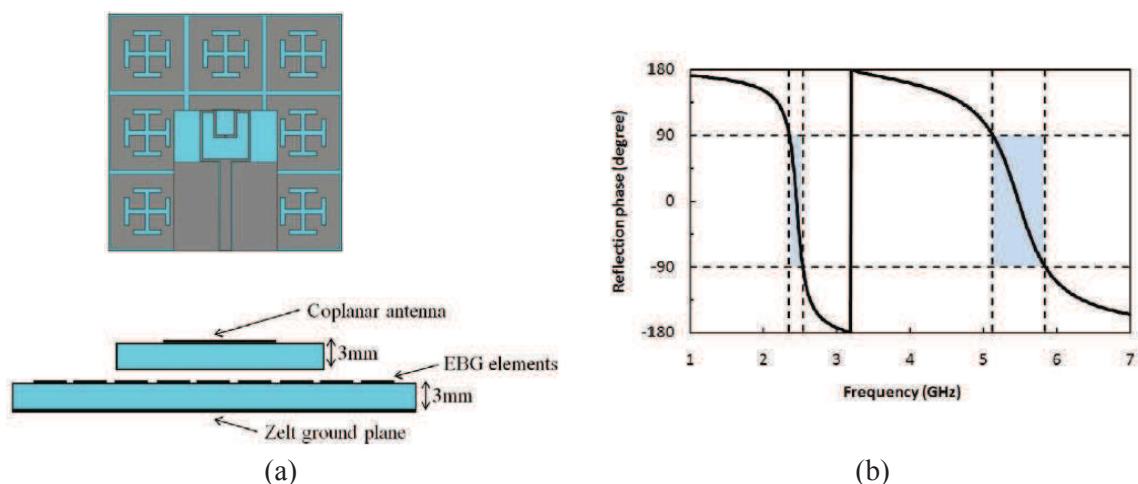 Coplanar antenna
3mm
EBG elements
3mm
Zelt ground plane
(a)
180
90
0
-90
-180
Reflection phase (degree)
1 2 3 4 5 6 7
Frequency (GHz)
(b)